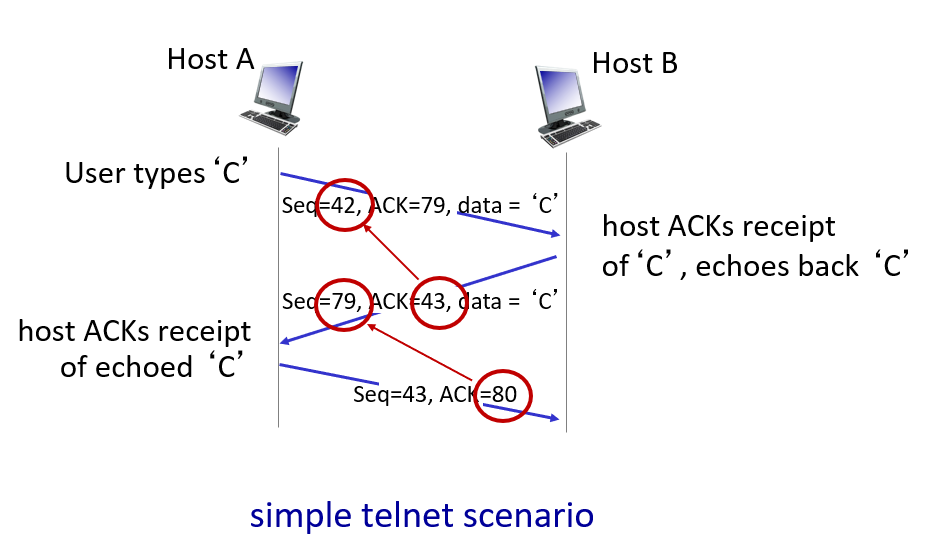 Host A
Host B
User types ‘C’
Seq=42, ACK=79, data = ‘C’
host ACKs receipt
of ‘C’, echoes back ‘C’
Seq=79, ACK=43, data = ‘C’
host ACKs receipt
of echoed ‘C’
Seq=43, ACK=80
simple telnet scenario